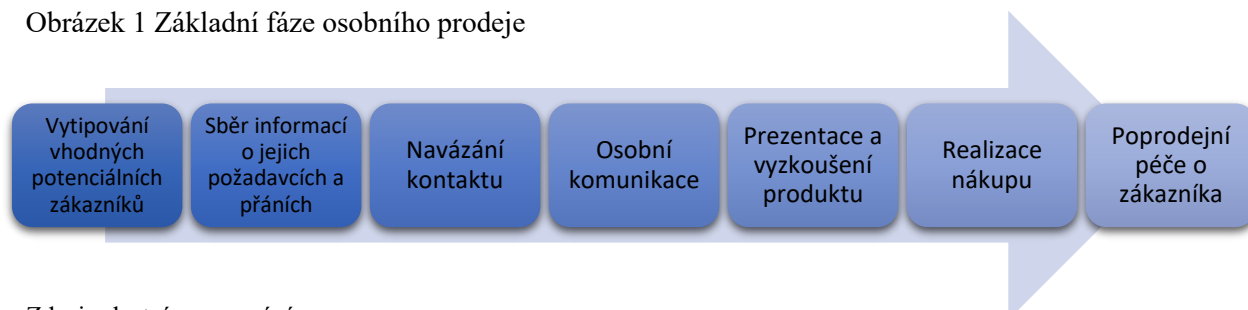 Obrázek 1 Základní fáze osobního prodeje
Vytipování
vhodných
potenciálních
zákazníků
Sběr informací
o jejich
požadavcích a
přáních
Navázání
kontaktu
Osobní
komunikace
Prezentace a
vyzkoušení
produktu
Realizace
nákupu
Poprodejní
péče o
zákazníka